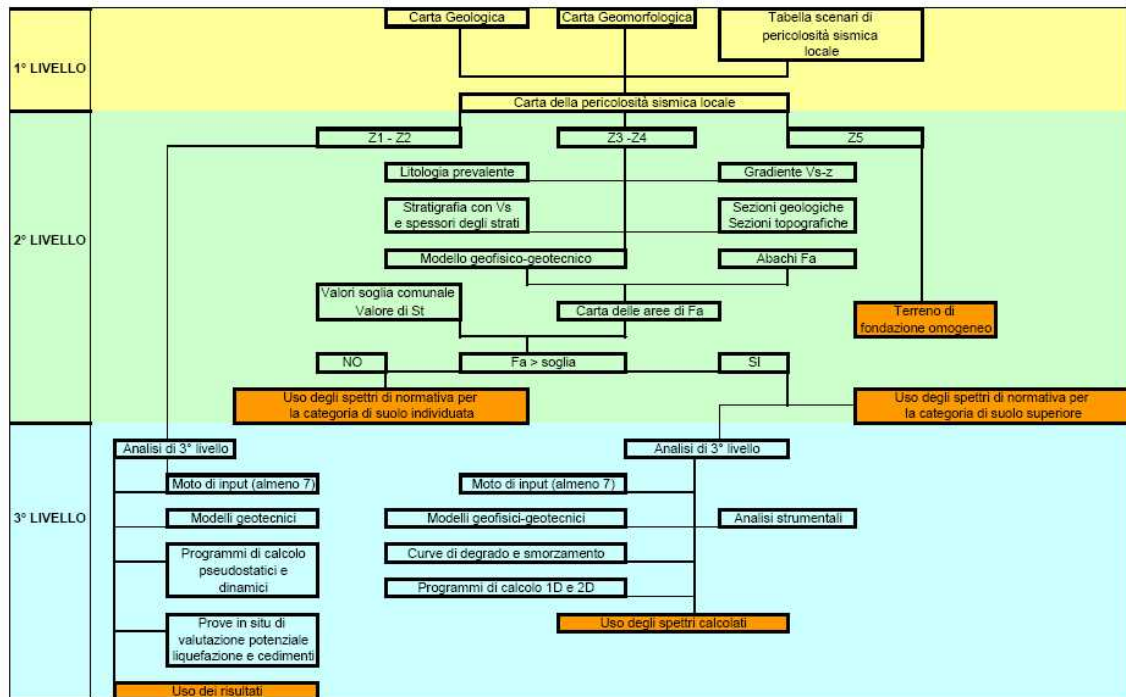 Carta Geologica
Carta Geomorfologica
Tabella scenari di
pericolosità sismica
locale
1° LIVELLO
Carta della pericolosità sismica locale
Z1 - Z2
Z3 -Z4
Z5
Litologia prevalente
Gradiente Vs-z
Stratigrafia con Vs
e spessori degli strati
Sezioni geologiche
Sezioni topografiche
2° LIVELLO
Modello geofisico-geotecnico
Abachi Fa
Valori soglia comunale
Valore di St
Carta delle aree di Fa
Terreno di
fondazione omogeneo
NO
Fa > soglia
SI
Uso degli spettri di normativa per
la categoria di suolo individuata
Uso degli spettri di normativa per
la categoria di suolo superiore
Analisi di 3° livello
Analisi di 3° livello
Moto di input (almeno 7)
Moto di input (almeno 7)
3° LIVELLO
Modelli geotecnici
Modelli geofisici-geotecnici
Analisi strumentali
Programmi di calcolo
pseudostatici e
dinamici
Curve di degrado e smorzamento
Programmi di calcolo 1D e 2D
Prove in situ di
valutazione potenziale
liquefazione e cedimenti
Uso degli spettri calcolati
Uso dei risultati